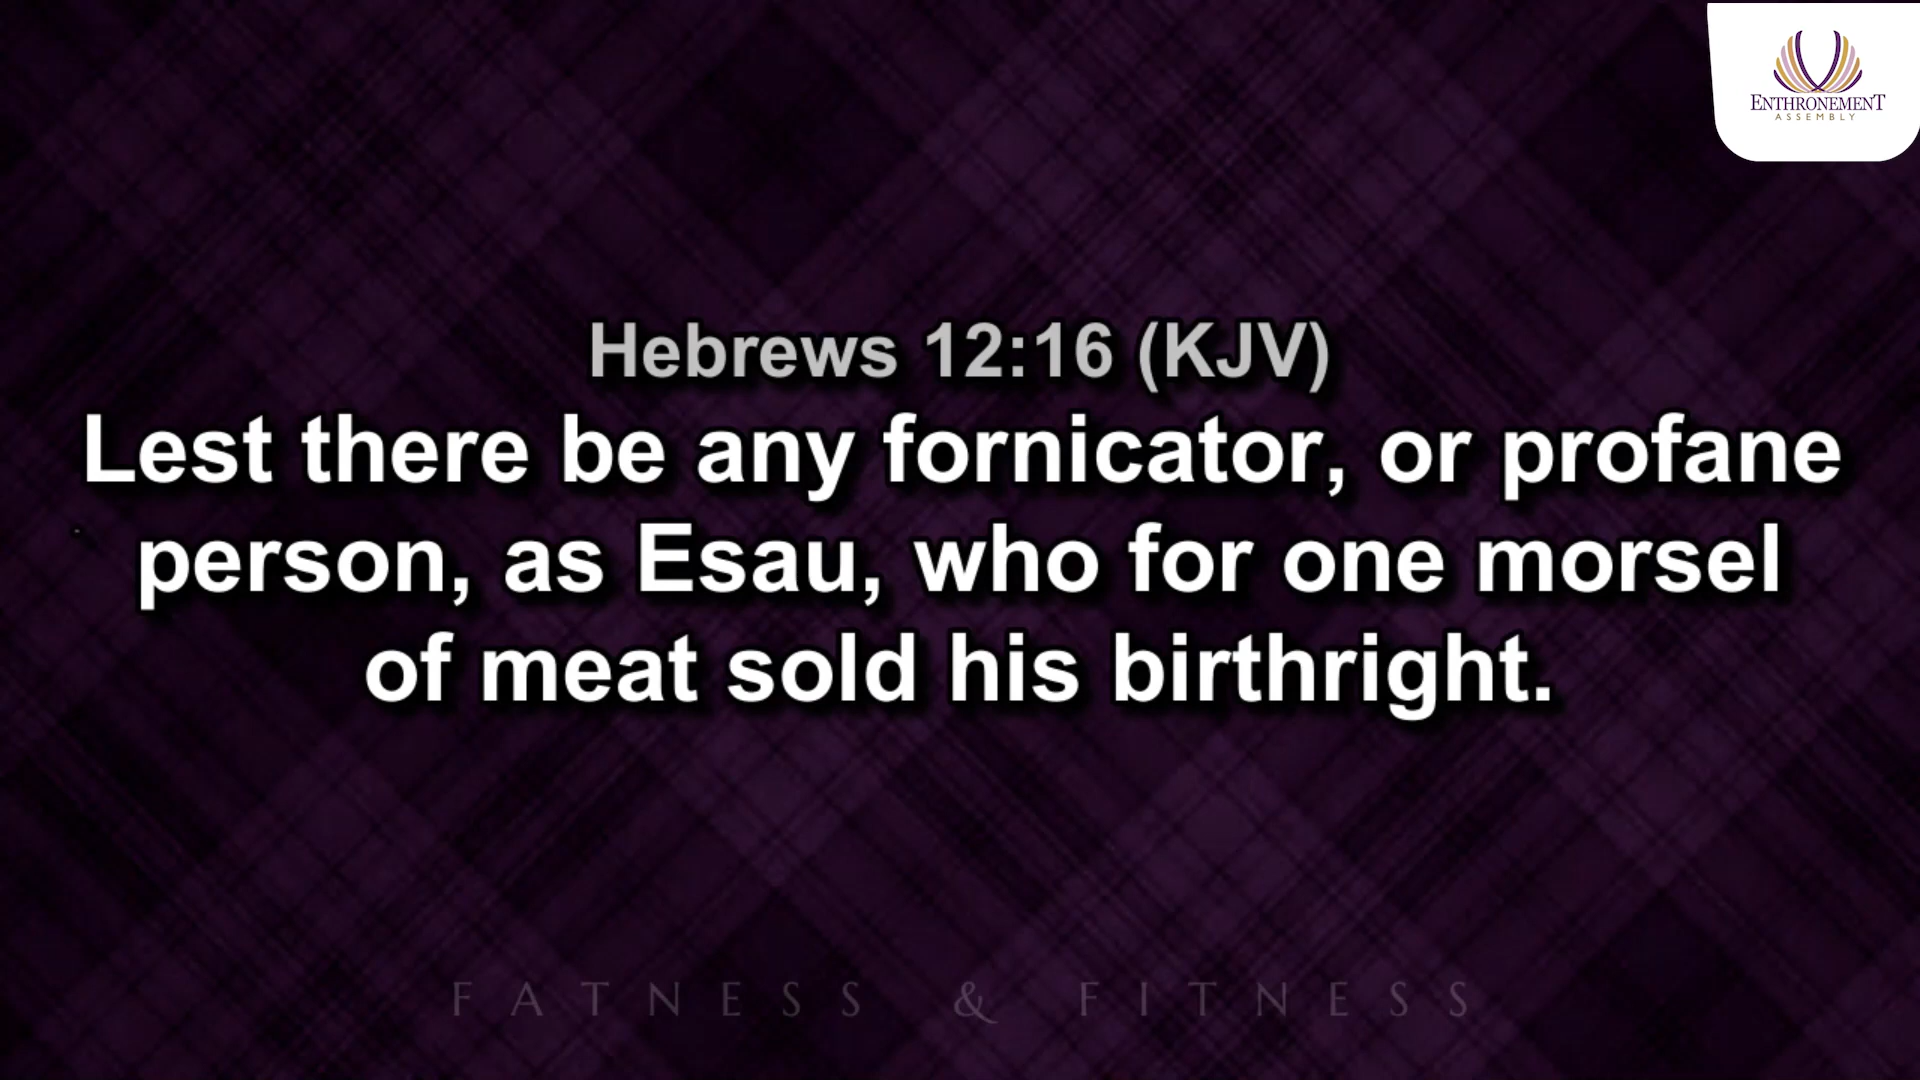 ENTHRONEMENT
ASSEMBLY
Hebrews 12:16 (KJV)
Lest there be any fornicator, or profane
person, as Esau, who for one morsel
of meat sold his birthright.
FATNESS & FITNESS